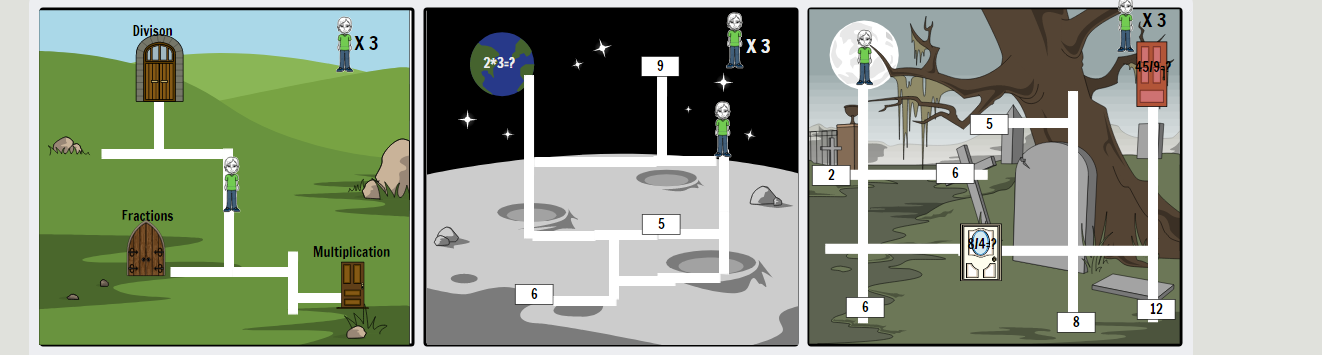 Divison
X 3
Fractions
Multiplication
2*3=?
9
X 3
5
6
X 3
45/9=?
5
2
6
8/4=?
6
8
12